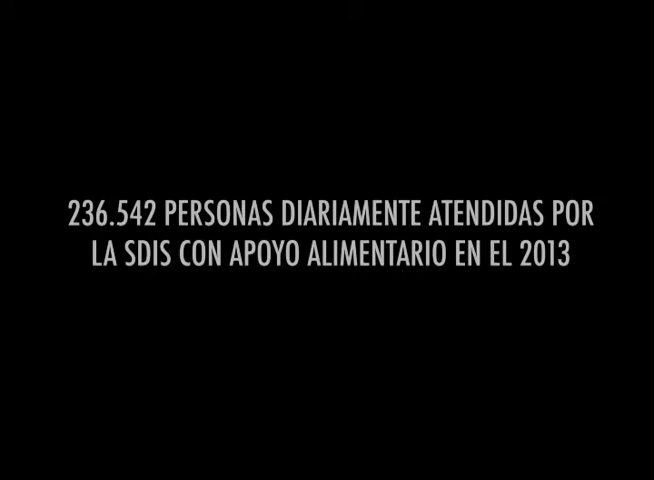 236.542 PERSONAS DIARIAMENTE ATENDIDAS POR
LA SDIS CON APOYO ALIMENTARIO EN EL 2013